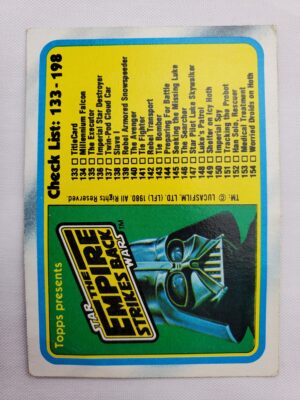 Topps presents
STAR THE WARS
EMPIRE
STRIKES BACK™
Check List: 133-198
133 □ Title Card
134 □ Millennium Falcon
135 □ The Executor
136 □ Imperial Star Destroyer
137 □ Twin-Pod Cloud Car
138 □ Slave I
139 □ Rebel Armored Snowspeeder
140 □ The Avenger
141 □ Tie Fighter
142 □ Rebel Transport
143 □ Tie Bomber
144 □ Preparing For Battle
145 □ Seeking the Missing Luke
146 □ The Searcher
147 □ Star Pilot Luke Skywalker
148 □ Luke's Patrol
149 □ Shelter on Icy Hoth
150 □ Imperial Spy
151 □ Tracking the Probot
152 □ Han Solo, Rescuer
153 □ Medical Treatment
154 □ Worried Droids on Hoth
TM: © LUCASFILM LTD. (LFL) 1980 All Rights Reserved.